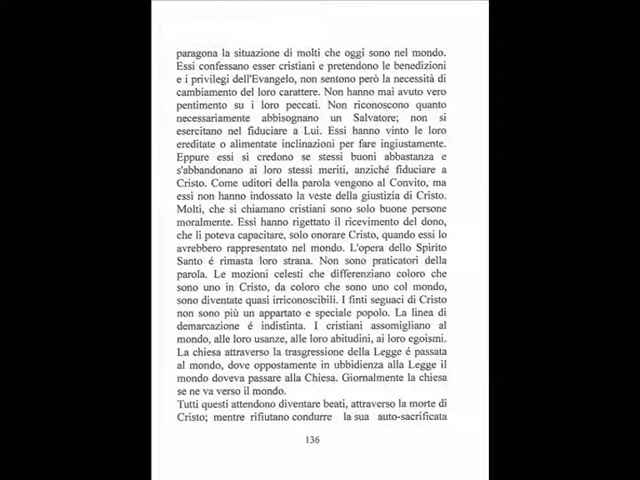 paragona la situazione di molti che oggi sono nel mondo.
Essi confessano esser cristiani e pretendono le benedizioni
e i privilegi dell'Evangelo, non sentono però la necessità di
cambiamento del loro carattere. Non hanno mai avuto vero
pentimento su i loro peccati. Non riconoscono quanto
necessariamente abbisognano un Salvatore; non si
esercitano nel fiduciare a Lui. Essi hanno vinto le loro
ereditate o alimentate inclinazioni per fare ingiustamente.
Eppure essi si credono se stessi buoni abbastanza e
s'abbandonano ai loro stessi meriti, anziché fiduciare a
Cristo. Come uditori della parola vengono al Convito, ma
essi non hanno indossato la veste della giustizia di Cristo.
Molti, che si chiamano cristiani sono solo buone persone
moralmente. Essi hanno rigettato il ricevimento del dono,
che li poteva capacitare, solo onorare Cristo, quando essi lo
avrebbero rappresentato nel mondo. L'opera dello Spirito
Santo é rimasta loro strana. Non sono praticatori della
parola. Le mozioni celesti che differenziano coloro che
sono uno in Cristo, da coloro che sono uno col mondo,
sono diventate quasi irriconoscibili. I finti seguaci di Cristo
non sono più un appartato e speciale popolo. La linea di
demarcazione é indistinta. I cristiani assomigliano al
mondo, alle loro usanze, alle loro abitudini, ai loro egoismi.
La chiesa attraverso la trasgressione della Legge é passata
al mondo, dove oppostamente in ubbidienza alla Legge il
mondo doveva passare alla Chiesa. Giornalmente la chiesa
se ne va verso il mondo.
Tutti questi attendono diventare beati, attraverso la morte di
Cristo; mentre rifiutano condurre la sua auto-sacrificata
136